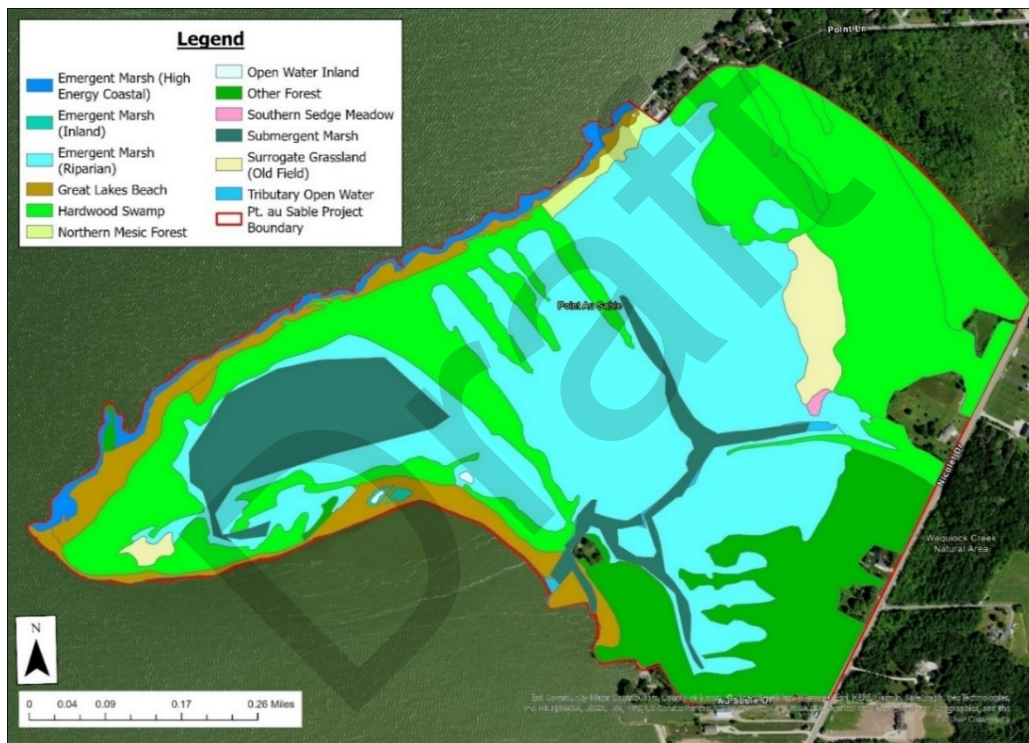 Legend
Emergent Marsh (High
Energy Coastal)
Emergent Marsh
(Inland)
Emergent Marsh
(Riparian)
Great Lakes Beach
Hardwood Swamp
Northern Mesic Forest
Open Water Inland
Other Forest
Southern Sedge Meadow
Submergent Marsh
Surrogate Grassland
(Old Field)
Tributary Open Water
Pt. au Sable Project
Boundary
Point Ln
Point Au Sable
Nicolet Dr
Wequiock Creek
Natural Area
Draft
N
0 0.04 0.09 0.17 0.26 Miles
Au Sable Dr
User Community